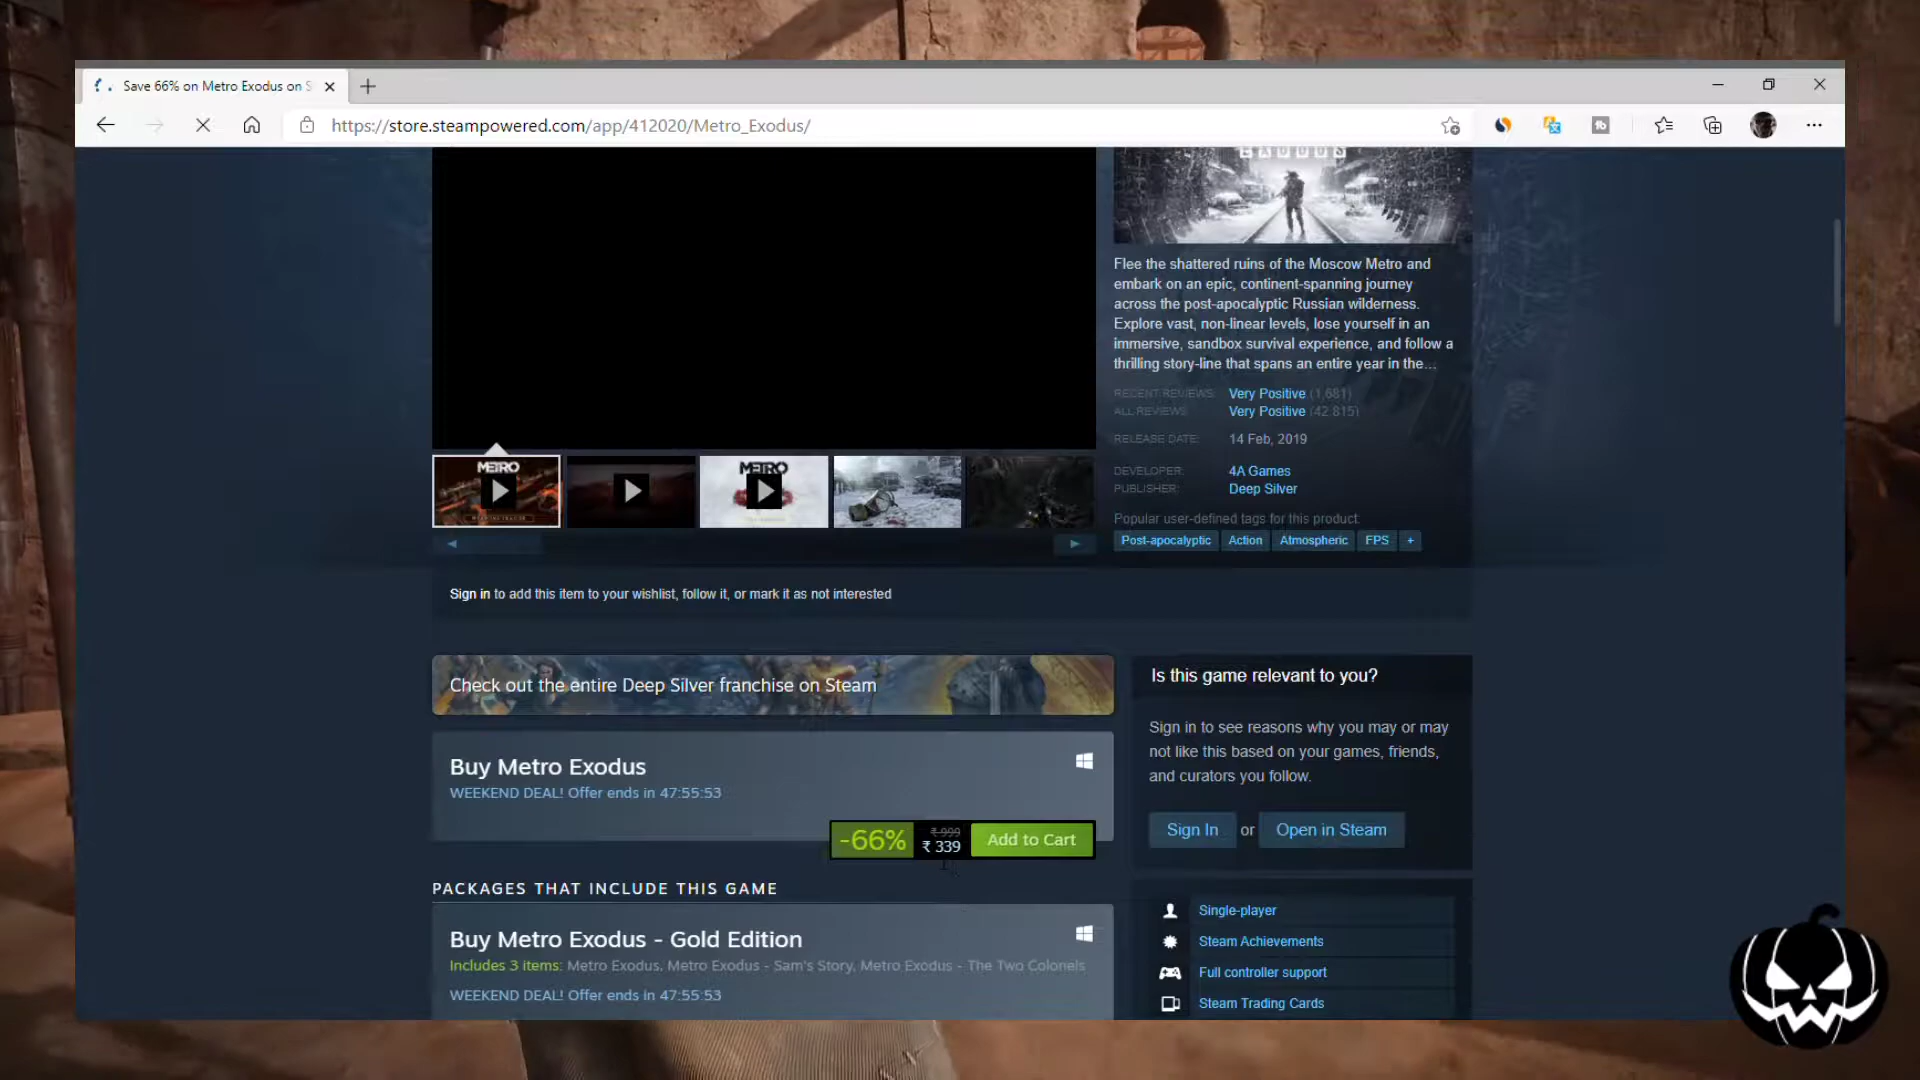 Save 66% on Metro Exodus on S
https://store.steampowered.com/app/412020/Metro_Exodus/
EXODUS
Flee the shattered ruins of the Moscow Metro and
embark on an epic, continent-spanning journey
across the post-apocalyptic Russian wilderness.
Explore vast, non-linear levels, lose yourself in an
immersive, sandbox survival experience, and follow a
thrilling story-line that spans an entire year in the...
RECENT REVIEWS: Very Positive (1,681)
ALL REVIEWS: Very Positive (42,815)
RELEASE DATE: 14 Feb, 2019
DEVELOPER: 4A Games
PUBLISHER: Deep Silver
Popular user-defined tags for this product:
Post-apocalyptic Action Atmospheric FPS +
METRO
METRO
Sign in to add this item to your wishlist, follow it, or mark it as not interested
Check out the entire Deep Silver franchise on Steam
Buy Metro Exodus
WEEKEND DEAL! Offer ends in 47:55:53
-66% ₹ 999 ₹ 339 Add to Cart
PACKAGES THAT INCLUDE THIS GAME
Buy Metro Exodus - Gold Edition
Includes 3 items: Metro Exodus, Metro Exodus - Sam's Story, Metro Exodus - The Two Colonels
WEEKEND DEAL! Offer ends in 47:55:53
Is this game relevant to you?
Sign in to see reasons why you may or may
not like this based on your games, friends,
and curators you follow.
Sign In or Open in Steam
Single-player
Steam Achievements
Full controller support
Steam Trading Cards